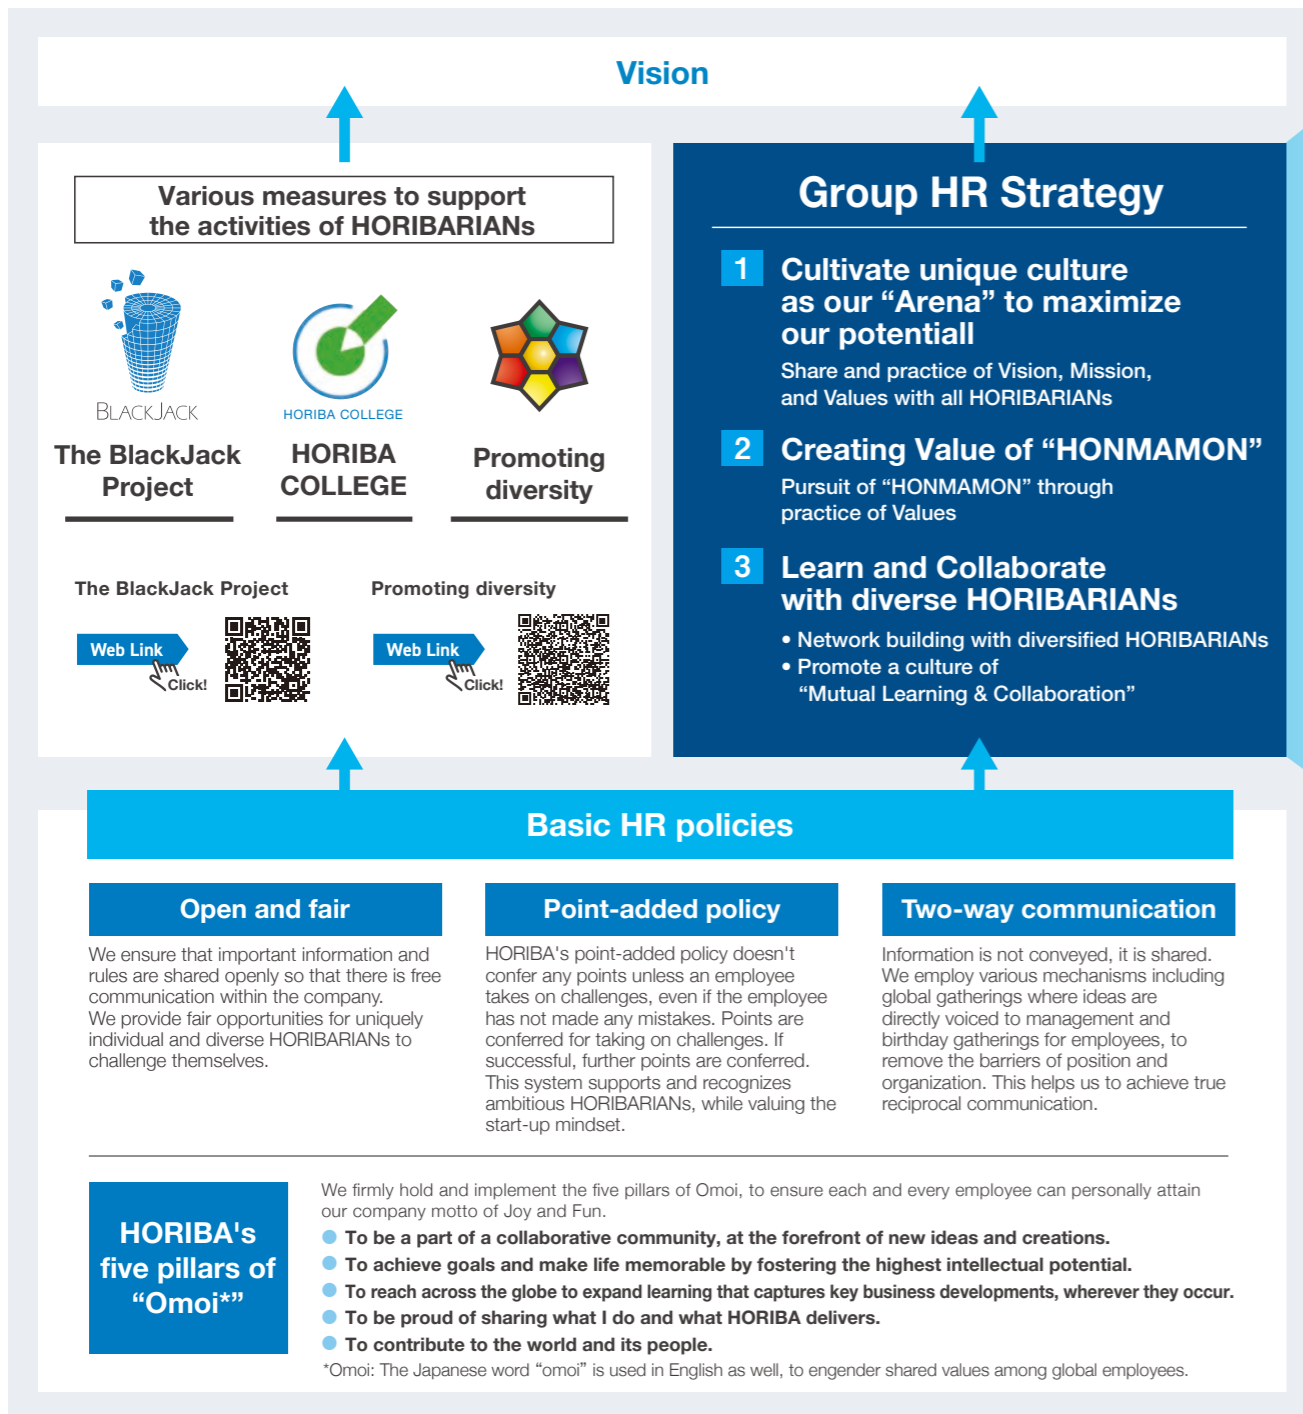 Vision
Various measures to support
the activities of HORIBARIANs
BLACKJACK
The BlackJack
Project
HORIBA COLLEGE
HORIBA
COLLEGE
Promoting
diversity
The BlackJack Project
Web Link
Click!
Promoting diversity
Web Link
Click!
Group HR Strategy
1 Cultivate unique culture
as our “Arena” to maximize
our potentiall
Share and practice of Vision, Mission,
and Values with all HORIBARIANs
2 Creating Value of “HONMAMON”
Pursuit of “HONMAMON” through
practice of Values
3 Learn and Collaborate
with diverse HORIBARIANs
• Network building with diversified HORIBARIANs
• Promote a culture of
“Mutual Learning & Collaboration”
Basic HR policies
Open and fair
We ensure that important information and
rules are shared openly so that there is free
communication within the company.
We provide fair opportunities for uniquely
individual and diverse HORIBARIANs to
challenge themselves.
Point-added policy
HORIBA's point-added policy doesn't
confer any points unless an employee
takes on challenges, even if the employee
has not made any mistakes. Points are
conferred for taking on challenges. If
successful, further points are conferred.
This system supports and recognizes
ambitious HORIBARIANs, while valuing the
start-up mindset.
Two-way communication
Information is not conveyed, it is shared.
We employ various mechanisms including
global gatherings where ideas are
directly voiced to management and
birthday gatherings for employees, to
remove the barriers of position and
organization. This helps us to achieve true
reciprocal communication.
HORIBA's
five pillars of
“Omoi*”
We firmly hold and implement the five pillars of Omoi, to ensure each and every employee can personally attain
our company motto of Joy and Fun.
● To be a part of a collaborative community, at the forefront of new ideas and creations.
● To achieve goals and make life memorable by fostering the highest intellectual potential.
● To reach across the globe to expand learning that captures key business developments, wherever they occur.
● To be proud of sharing what I do and what HORIBA delivers.
● To contribute to the world and its people.
*Omoi: The Japanese word “omoi” is used in English as well, to engender shared values among global employees.